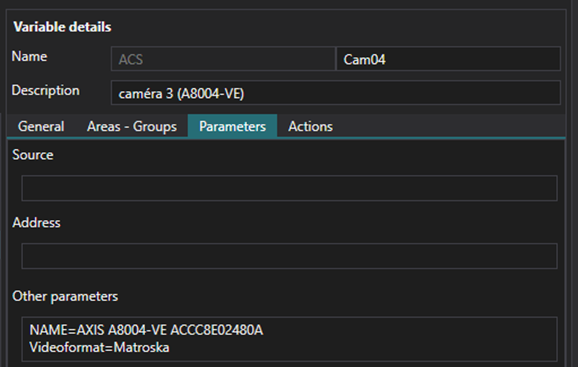 Variable details
Name ACS Cam04
Description caméra 3 (A8004-VE)
General Areas - Groups Parameters Actions
Source
Address
Other parameters
NAME=AXIS A8004-VE ACCC8E02480A
Videoformat=Matroska